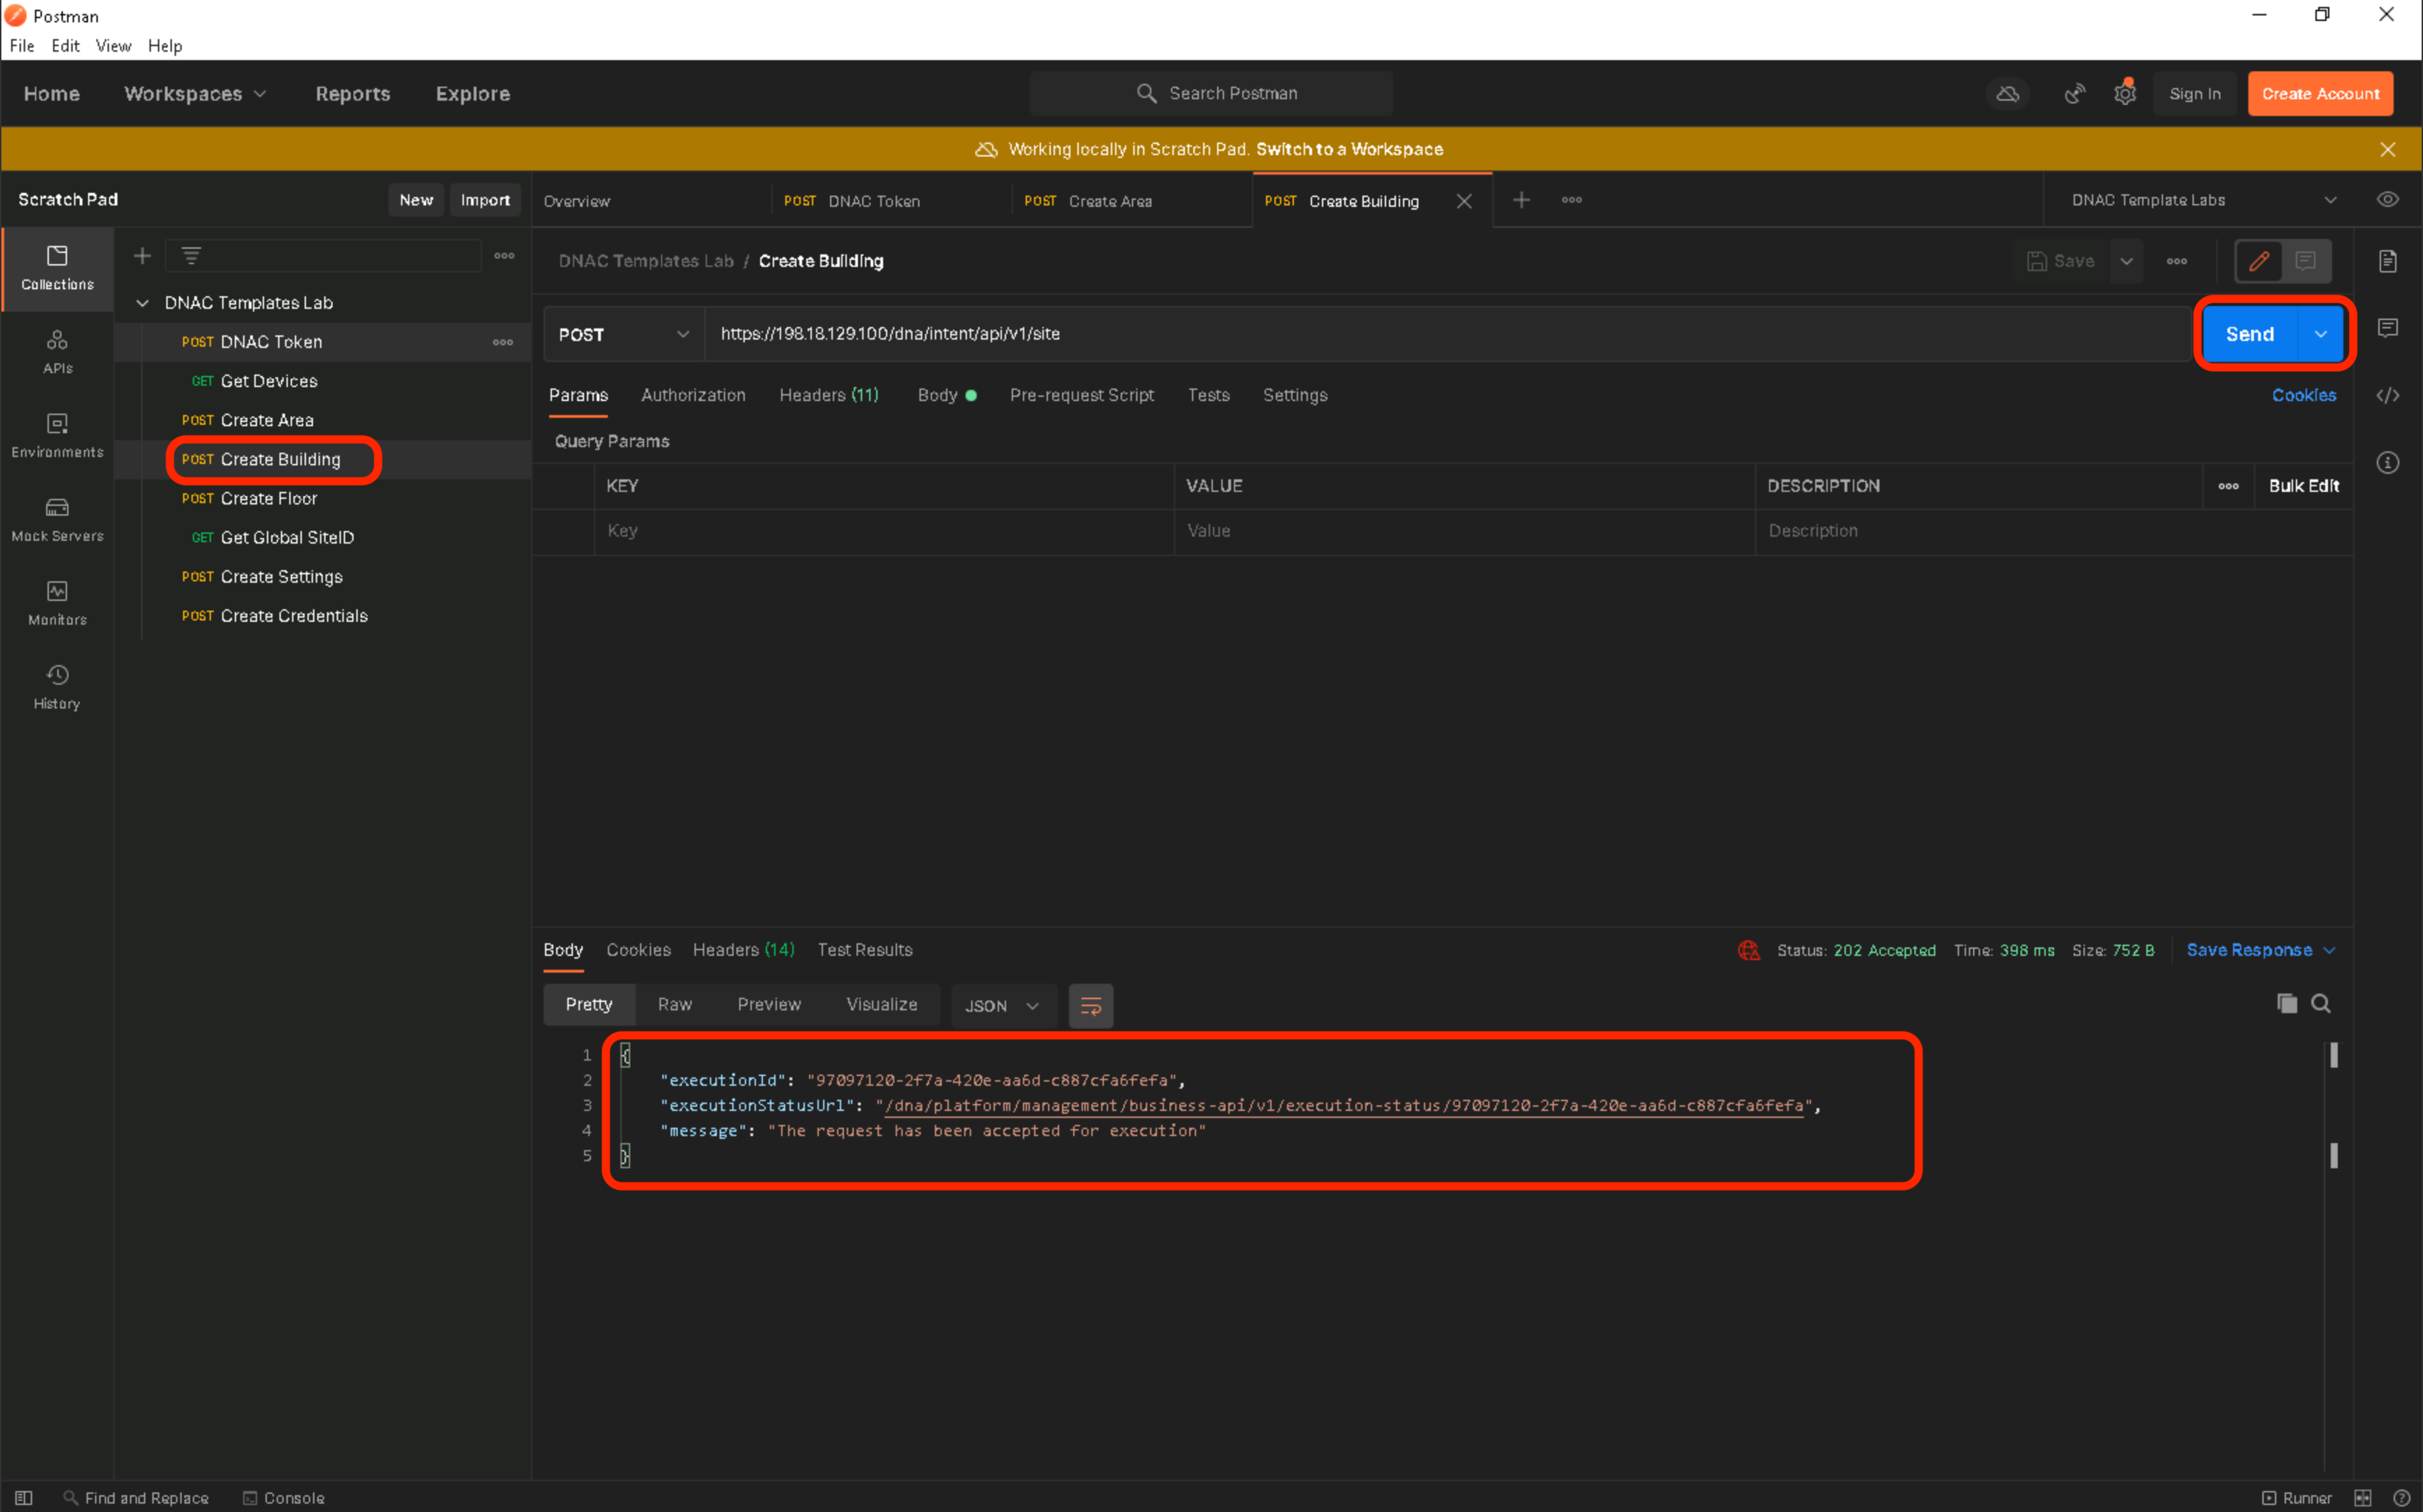 Postman
File Edit View Help
Home Workspaces Reports Explore Search Postman Sign In Create Account
Working locally in Scratch Pad. Switch to a Workspace
Scratch Pad New Import Overview POST DNAC Token POST Create Area POST Create Building DNAC Template Labs
Collections
APIs
Environments
Mock Servers
Monitors
History
DNAC Templates Lab
POST DNAC Token
GET Get Devices
POST Create Area
POST Create Building
POST Create Floor
GET Get Global SiteID
POST Create Settings
POST Create Credentials
DNAC Templates Lab / Create Building Save
POST https://198.18.129.100/dna/intent/api/v1/site Send
Params Authorization Headers (11) Body Pre-request Script Tests Settings Cookies
Query Params
KEY VALUE DESCRIPTION Bulk Edit
Key Value Description
Body Cookies Headers (14) Test Results Status: 202 Accepted Time: 398 ms Size: 752 B Save Response
Pretty Raw Preview Visualize JSON
1 {
2 "executionId": "97097120-2f7a-420e-aa6d-c887cfa6fefa",
3 "executionStatusUrl": "/dna/platform/management/business-api/v1/execution-status/97097120-2f7a-420e-aa6d-c887cfa6fefa",
4 "message": "The request has been accepted for execution"
5 }
Find and Replace Console Runner